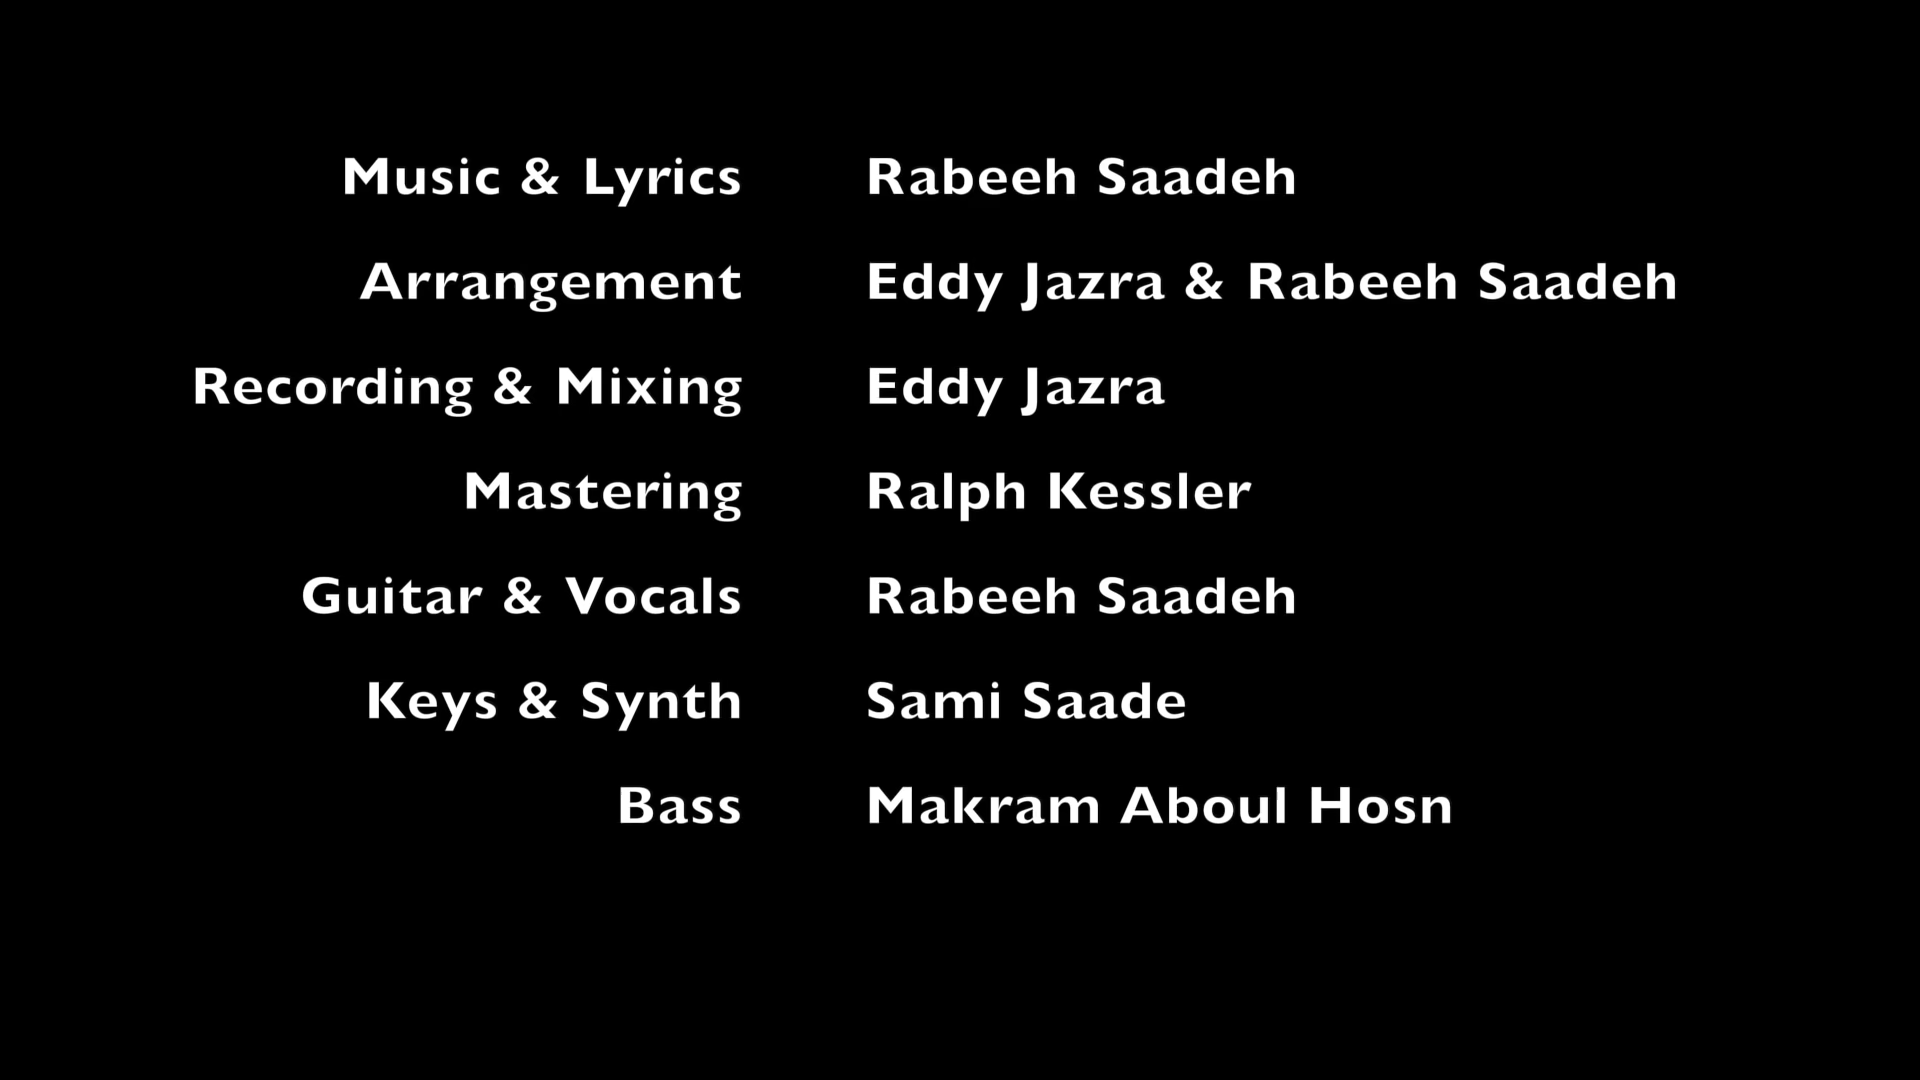 Music & Lyrics Rabeeh Saadeh
Arrangement Eddy Jazra & Rabeeh Saadeh
Recording & Mixing Eddy Jazra
Mastering Ralph Kessler
Guitar & Vocals Rabeeh Saadeh
Keys & Synth Sami Saade
Bass Makram Aboul Hosn